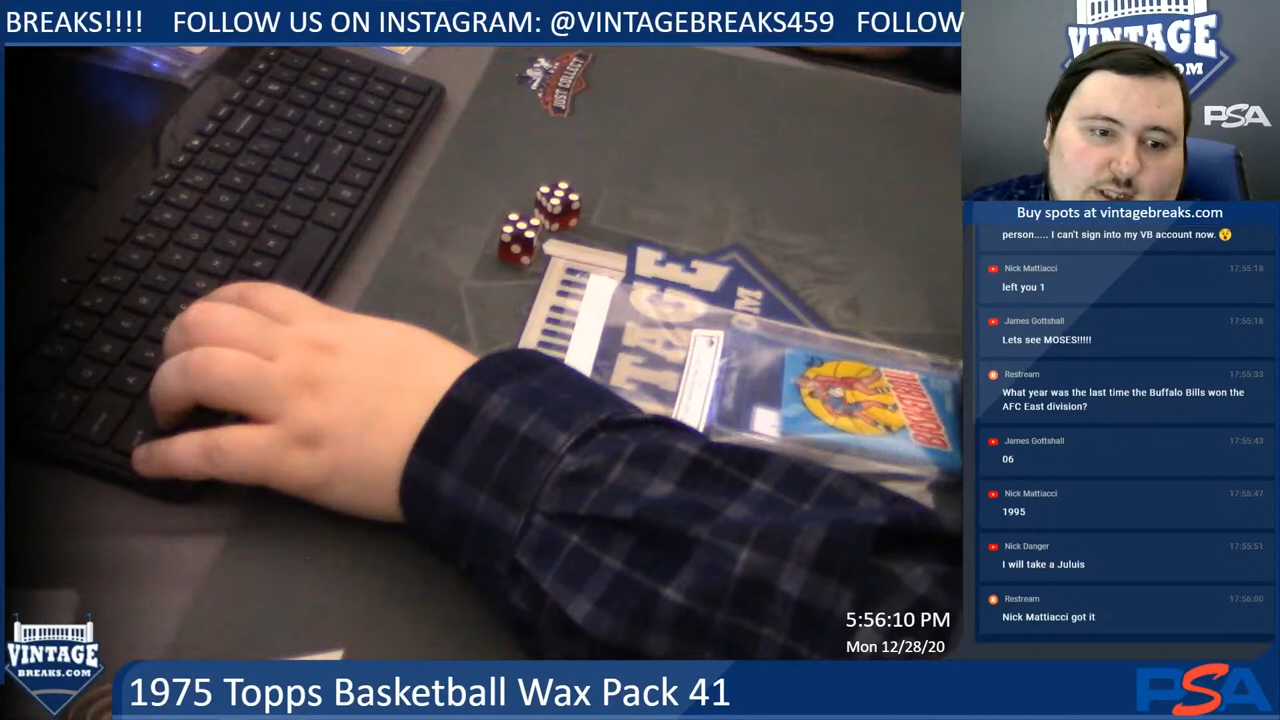 BREAKS!!!! FOLLOW US ON INSTAGRAM: @VINTAGEBREAKS459 FOLLOW
JUST COLLECT
VINTAGE
.COM
PSA
Buy spots at vintagebreaks.com
person..... I can't sign into my VB account now. 😮
Nick Mattiacci 17:55:18
left you 1
James Gottshall 17:55:18
Lets see MOSES!!!!!
Restream 17:55:33
What year was the last time the Buffalo Bills won the
AFC East division?
James Gottshall 17:55:43
06
Nick Mattiacci 17:55:47
1995
Nick Danger 17:55:51
I will take a Juluis
Restream 17:56:00
Nick Mattiacci got it
TAGE
OM
BASKETBALL
5:56:10 PM
Mon 12/28/20
VINTAGE
BREAKS.COM
1975 Topps Basketball Wax Pack 41
PSA